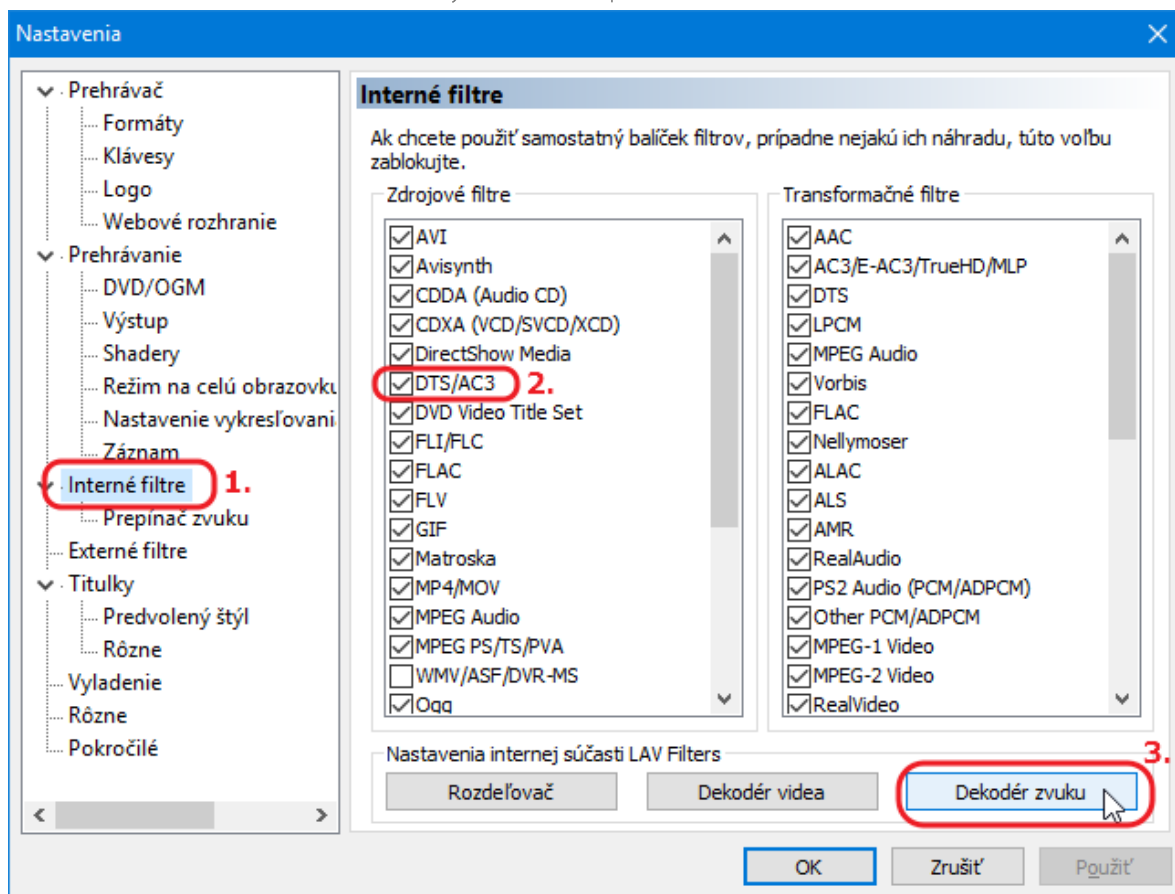 Nastavenia
Prehrávač
Formáty
Klávesy
Logo
Webové rozhranie
Prehrávanie
DVD/OGM
Výstup
Shadery
Režim na celú obrazovku
Nastavenie vykresľovani
Záznam
Interné filtre
1.
Prepínač zvuku
Externé filtre
Titulky
Predvolený štýl
Rôzne
Vyladenie
Rôzne
Pokročilé
Interné filtre
Ak chcete použiť samostatný balíček filtrov, prípadne nejakú ich náhradu, túto voľbu
zablokujte.
Zdrojové filtre
AVI
Avisynth
CDDA (Audio CD)
CDXA (VCD/SVCD/XCD)
DirectShow Media
DTS/AC3
2.
DVD Video Title Set
FLI/FLC
FLAC
FLV
GIF
Matroska
MP4/MOV
MPEG Audio
MPEG PS/TS/PVA
WMV/ASF/DVR-MS
Ogg
Transformačné filtre
AAC
AC3/E-AC3/TrueHD/MLP
DTS
LPCM
MPEG Audio
Vorbis
FLAC
Nellymoser
ALAC
ALS
AMR
RealAudio
PS2 Audio (PCM/ADPCM)
Other PCM/ADPCM
MPEG-1 Video
MPEG-2 Video
RealVideo
Nastavenia internej súčasti LAV Filters
3.
Rozdeľovač
Dekodér videa
Dekodér zvuku
OK
Zrušiť
Použiť